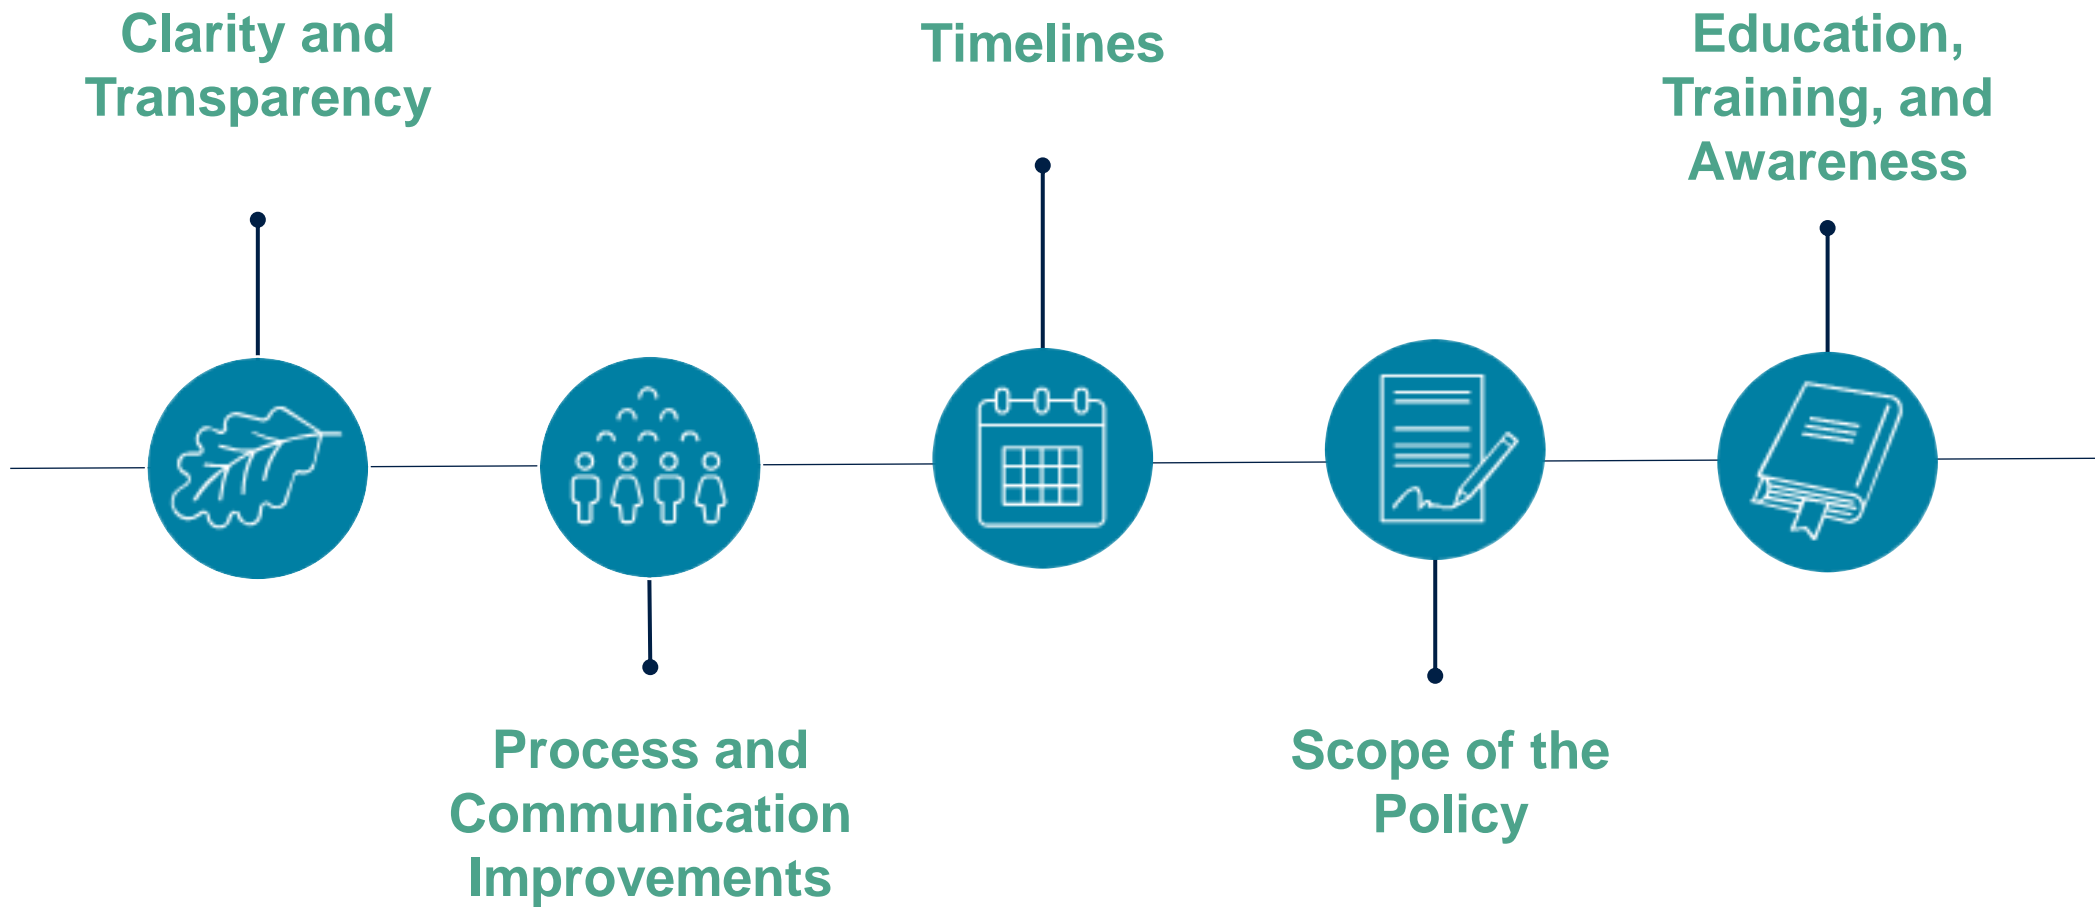 Clarity and
Transparency
Process and
Communication
Improvements
Timelines
Scope of the
Policy
Education,
Training, and
Awareness